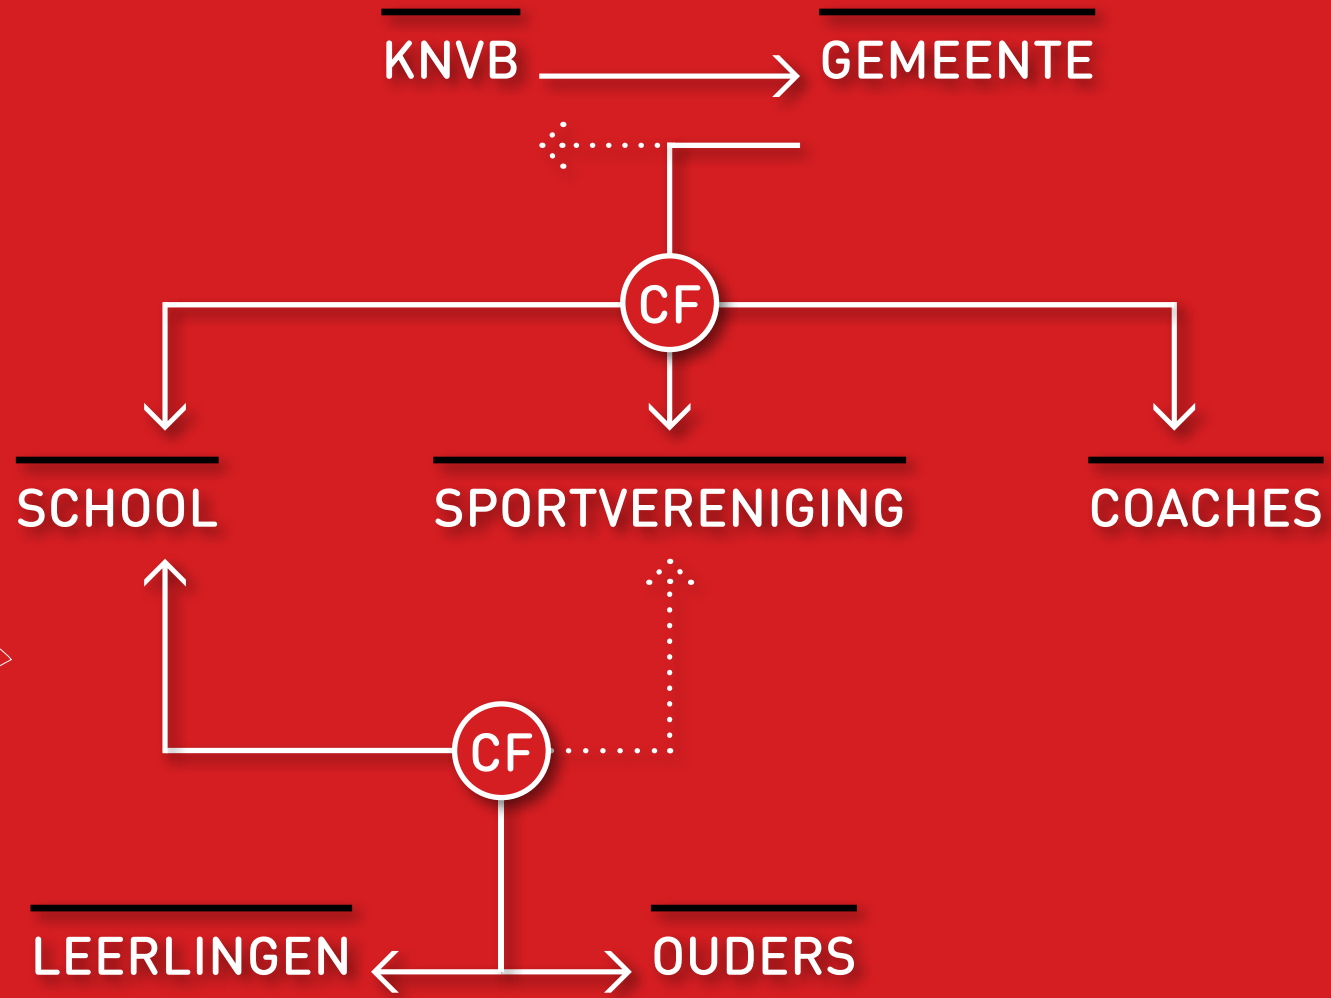 KNVB
GEMEENTE
CF
SCHOOL
SPORTVERENIGING
COACHES
CF
LEERLINGEN
OUDERS